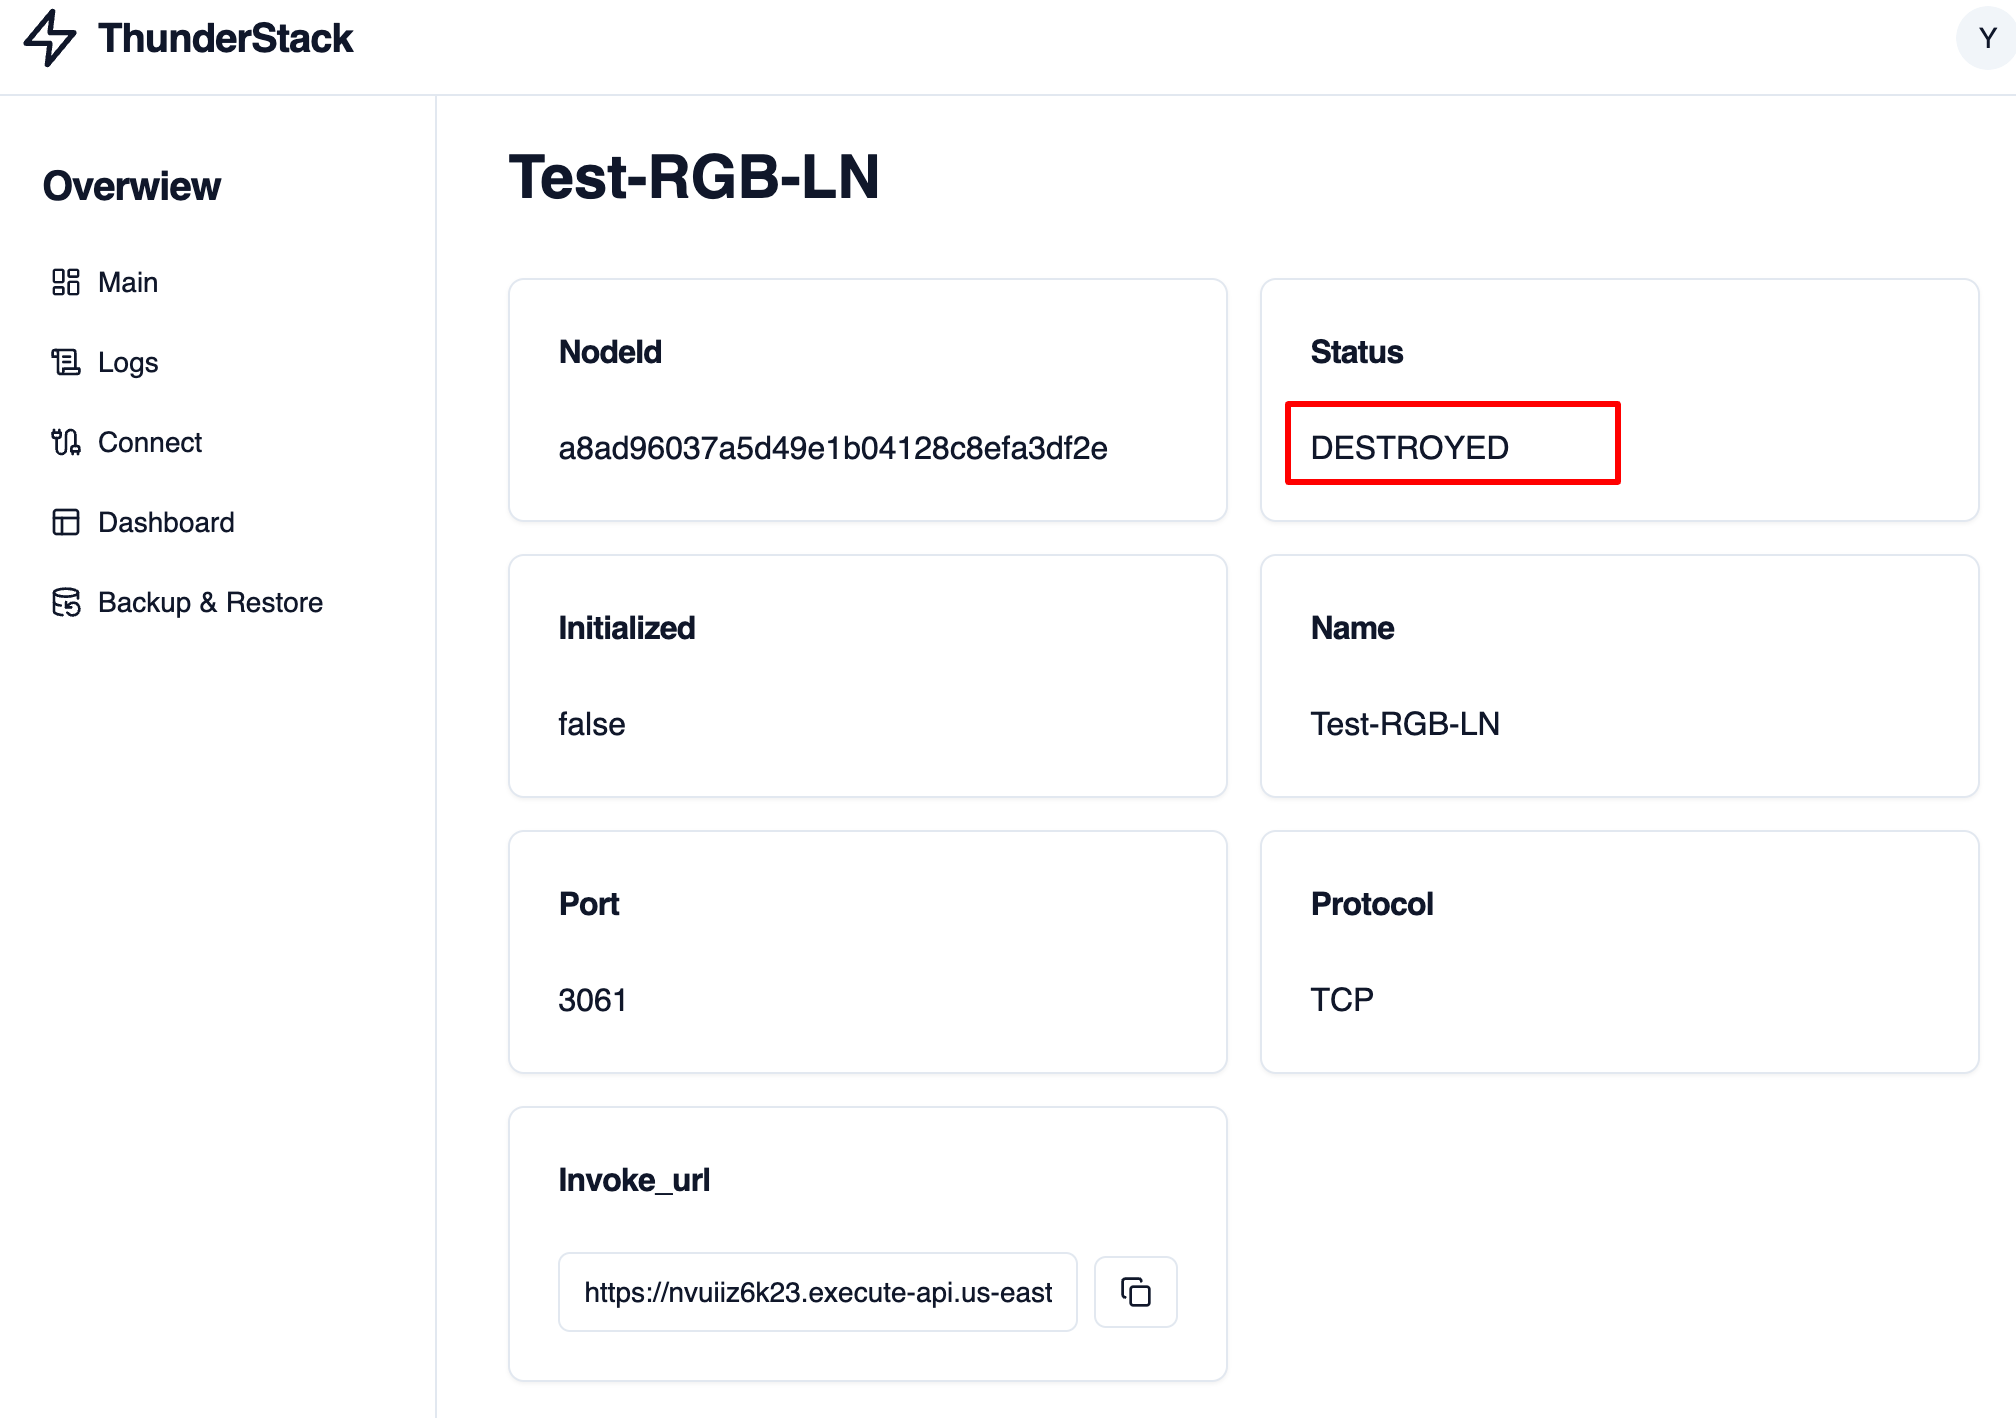 ThunderStack
Y
Overwiew
Main
Logs
Connect
Dashboard
Backup & Restore
Test-RGB-LN
NodeId
a8ad96037a5d49e1b04128c8efa3df2e
Status
DESTROYED
Initialized
false
Name
Test-RGB-LN
Port
3061
Protocol
TCP
Invoke_url
https://nvuiiz6k23.execute-api.us-east